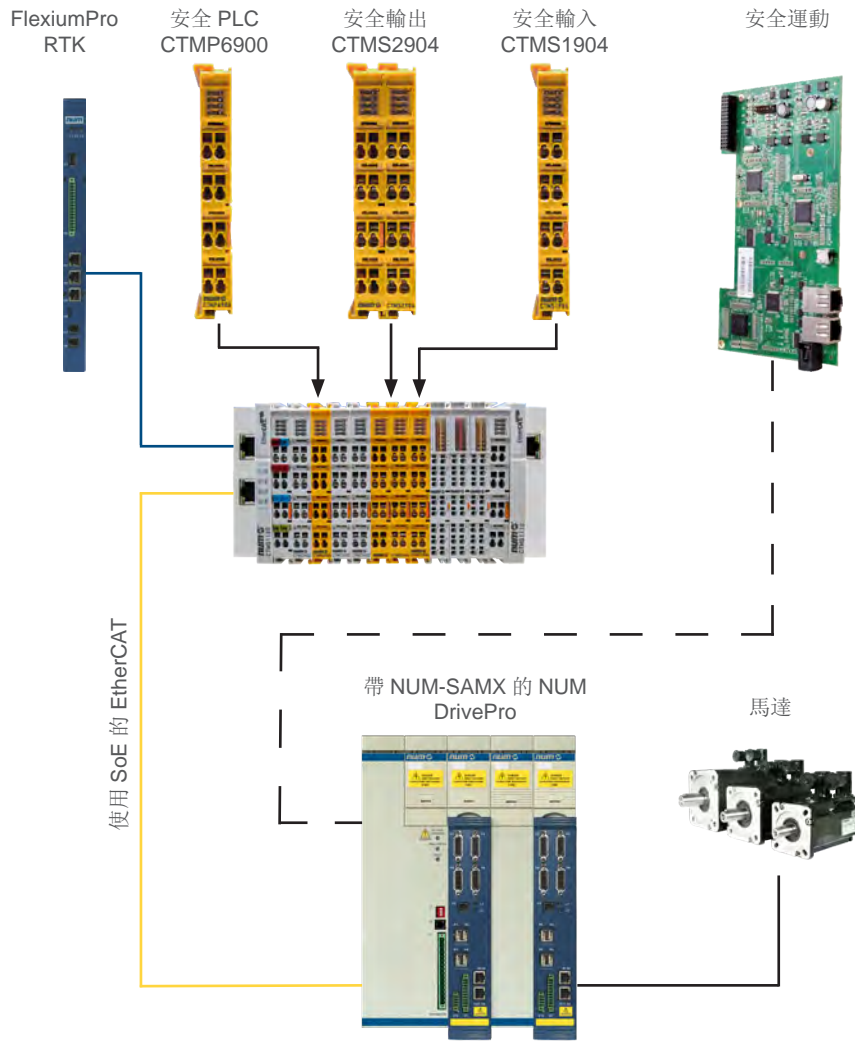 FlexiumPro
RTK
安全 PLC
CTMP6900
安全輸出
CTMS2904
安全輸入
CTMS1904
安全運動
使用 SoE 的 EtherCAT
帶 NUM-SAMX 的 NUM
DrivePro
馬達